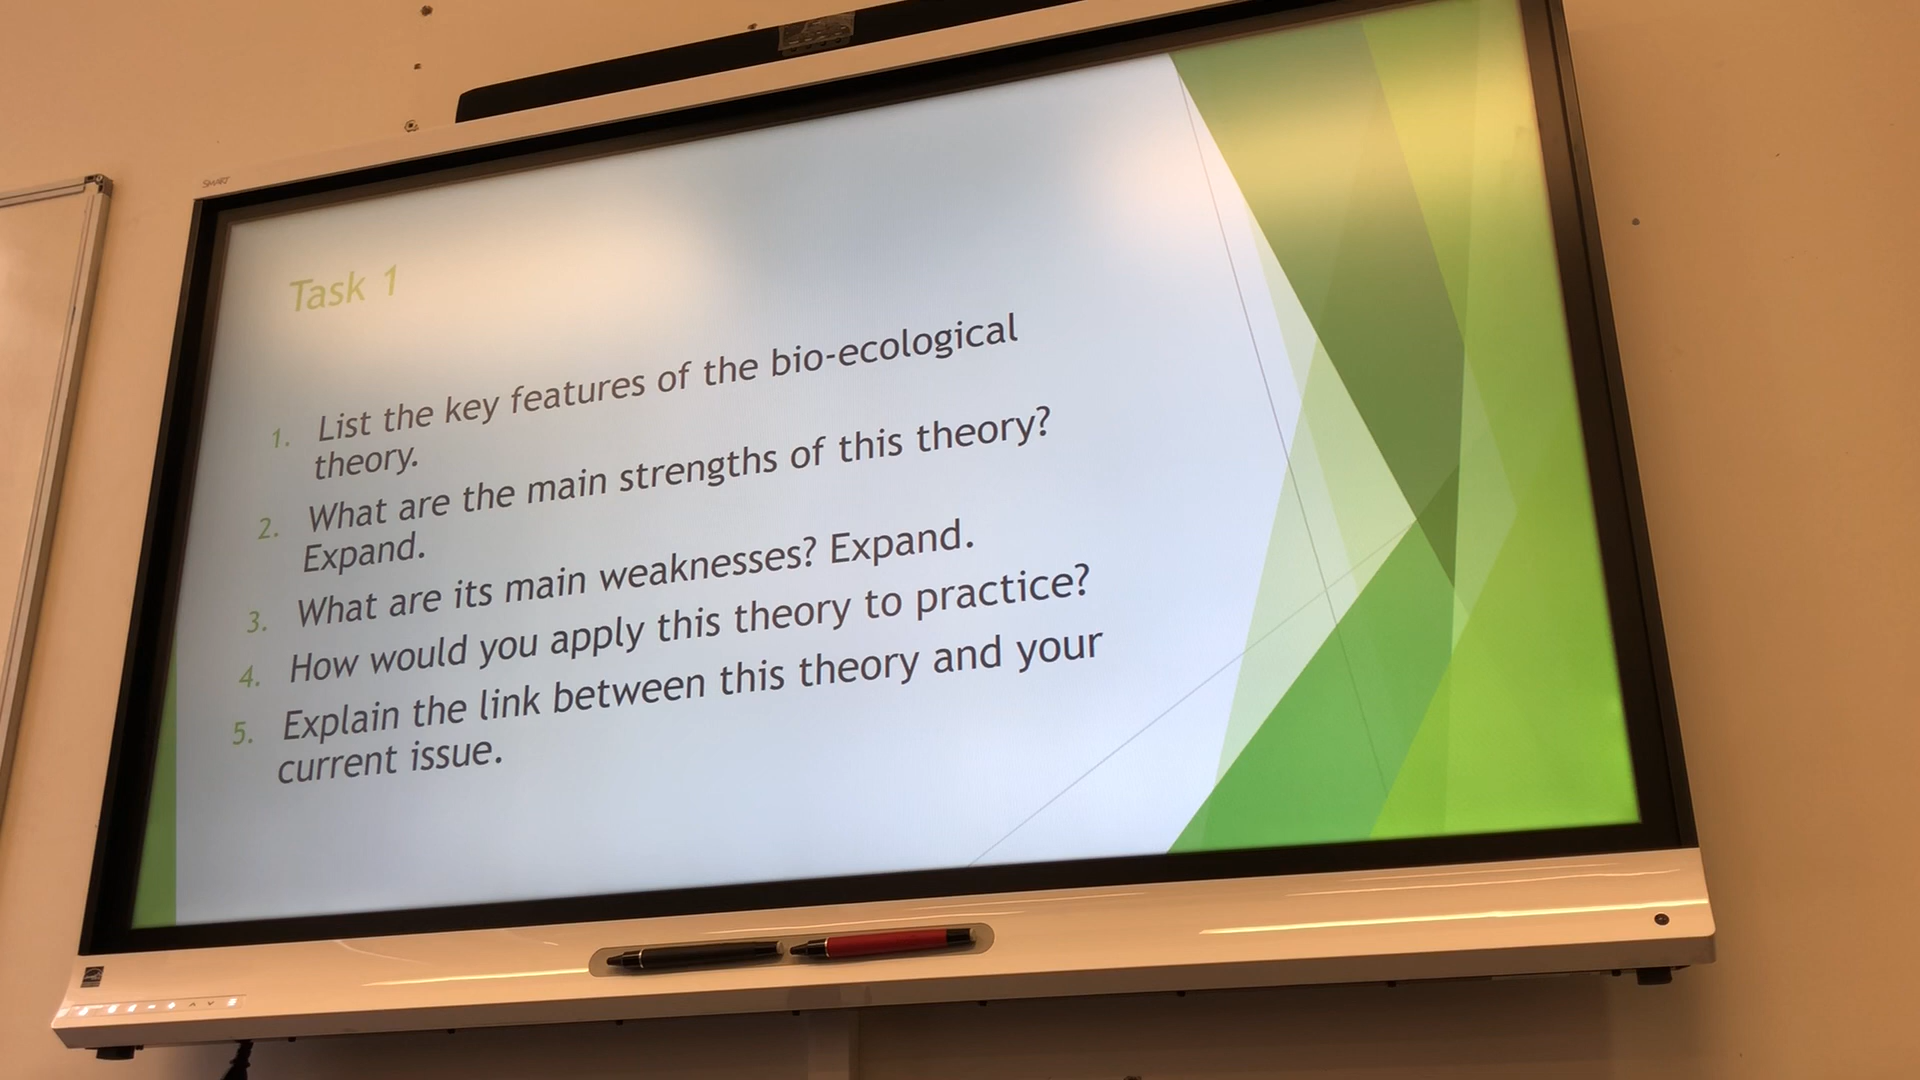 SMART
Task 1
1. List the key features of the bio-ecological
theory.
2. What are the main strengths of this theory?
Expand.
3. What are its main weaknesses? Expand.
4. How would you apply this theory to practice?
5. Explain the link between this theory and your
current issue.